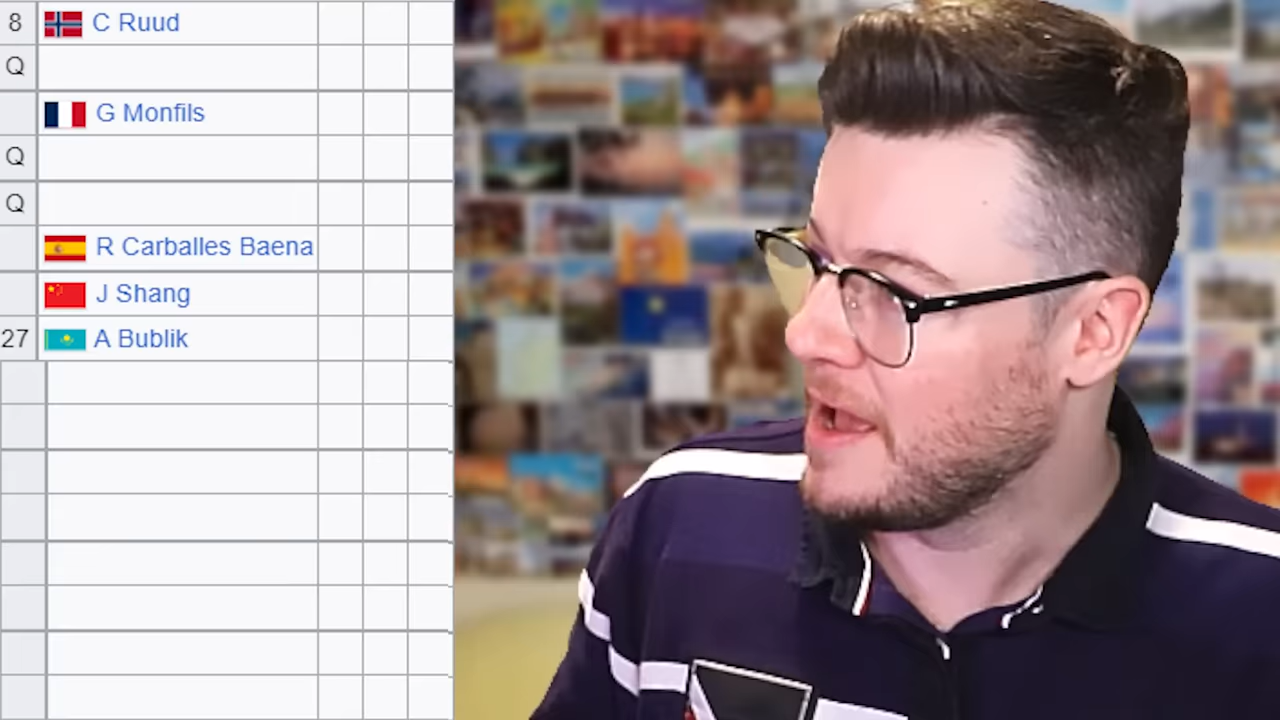 8 C Ruud
Q
G Monfils
Q
Q
R Carballes Baena
J Shang
27 A Bublik